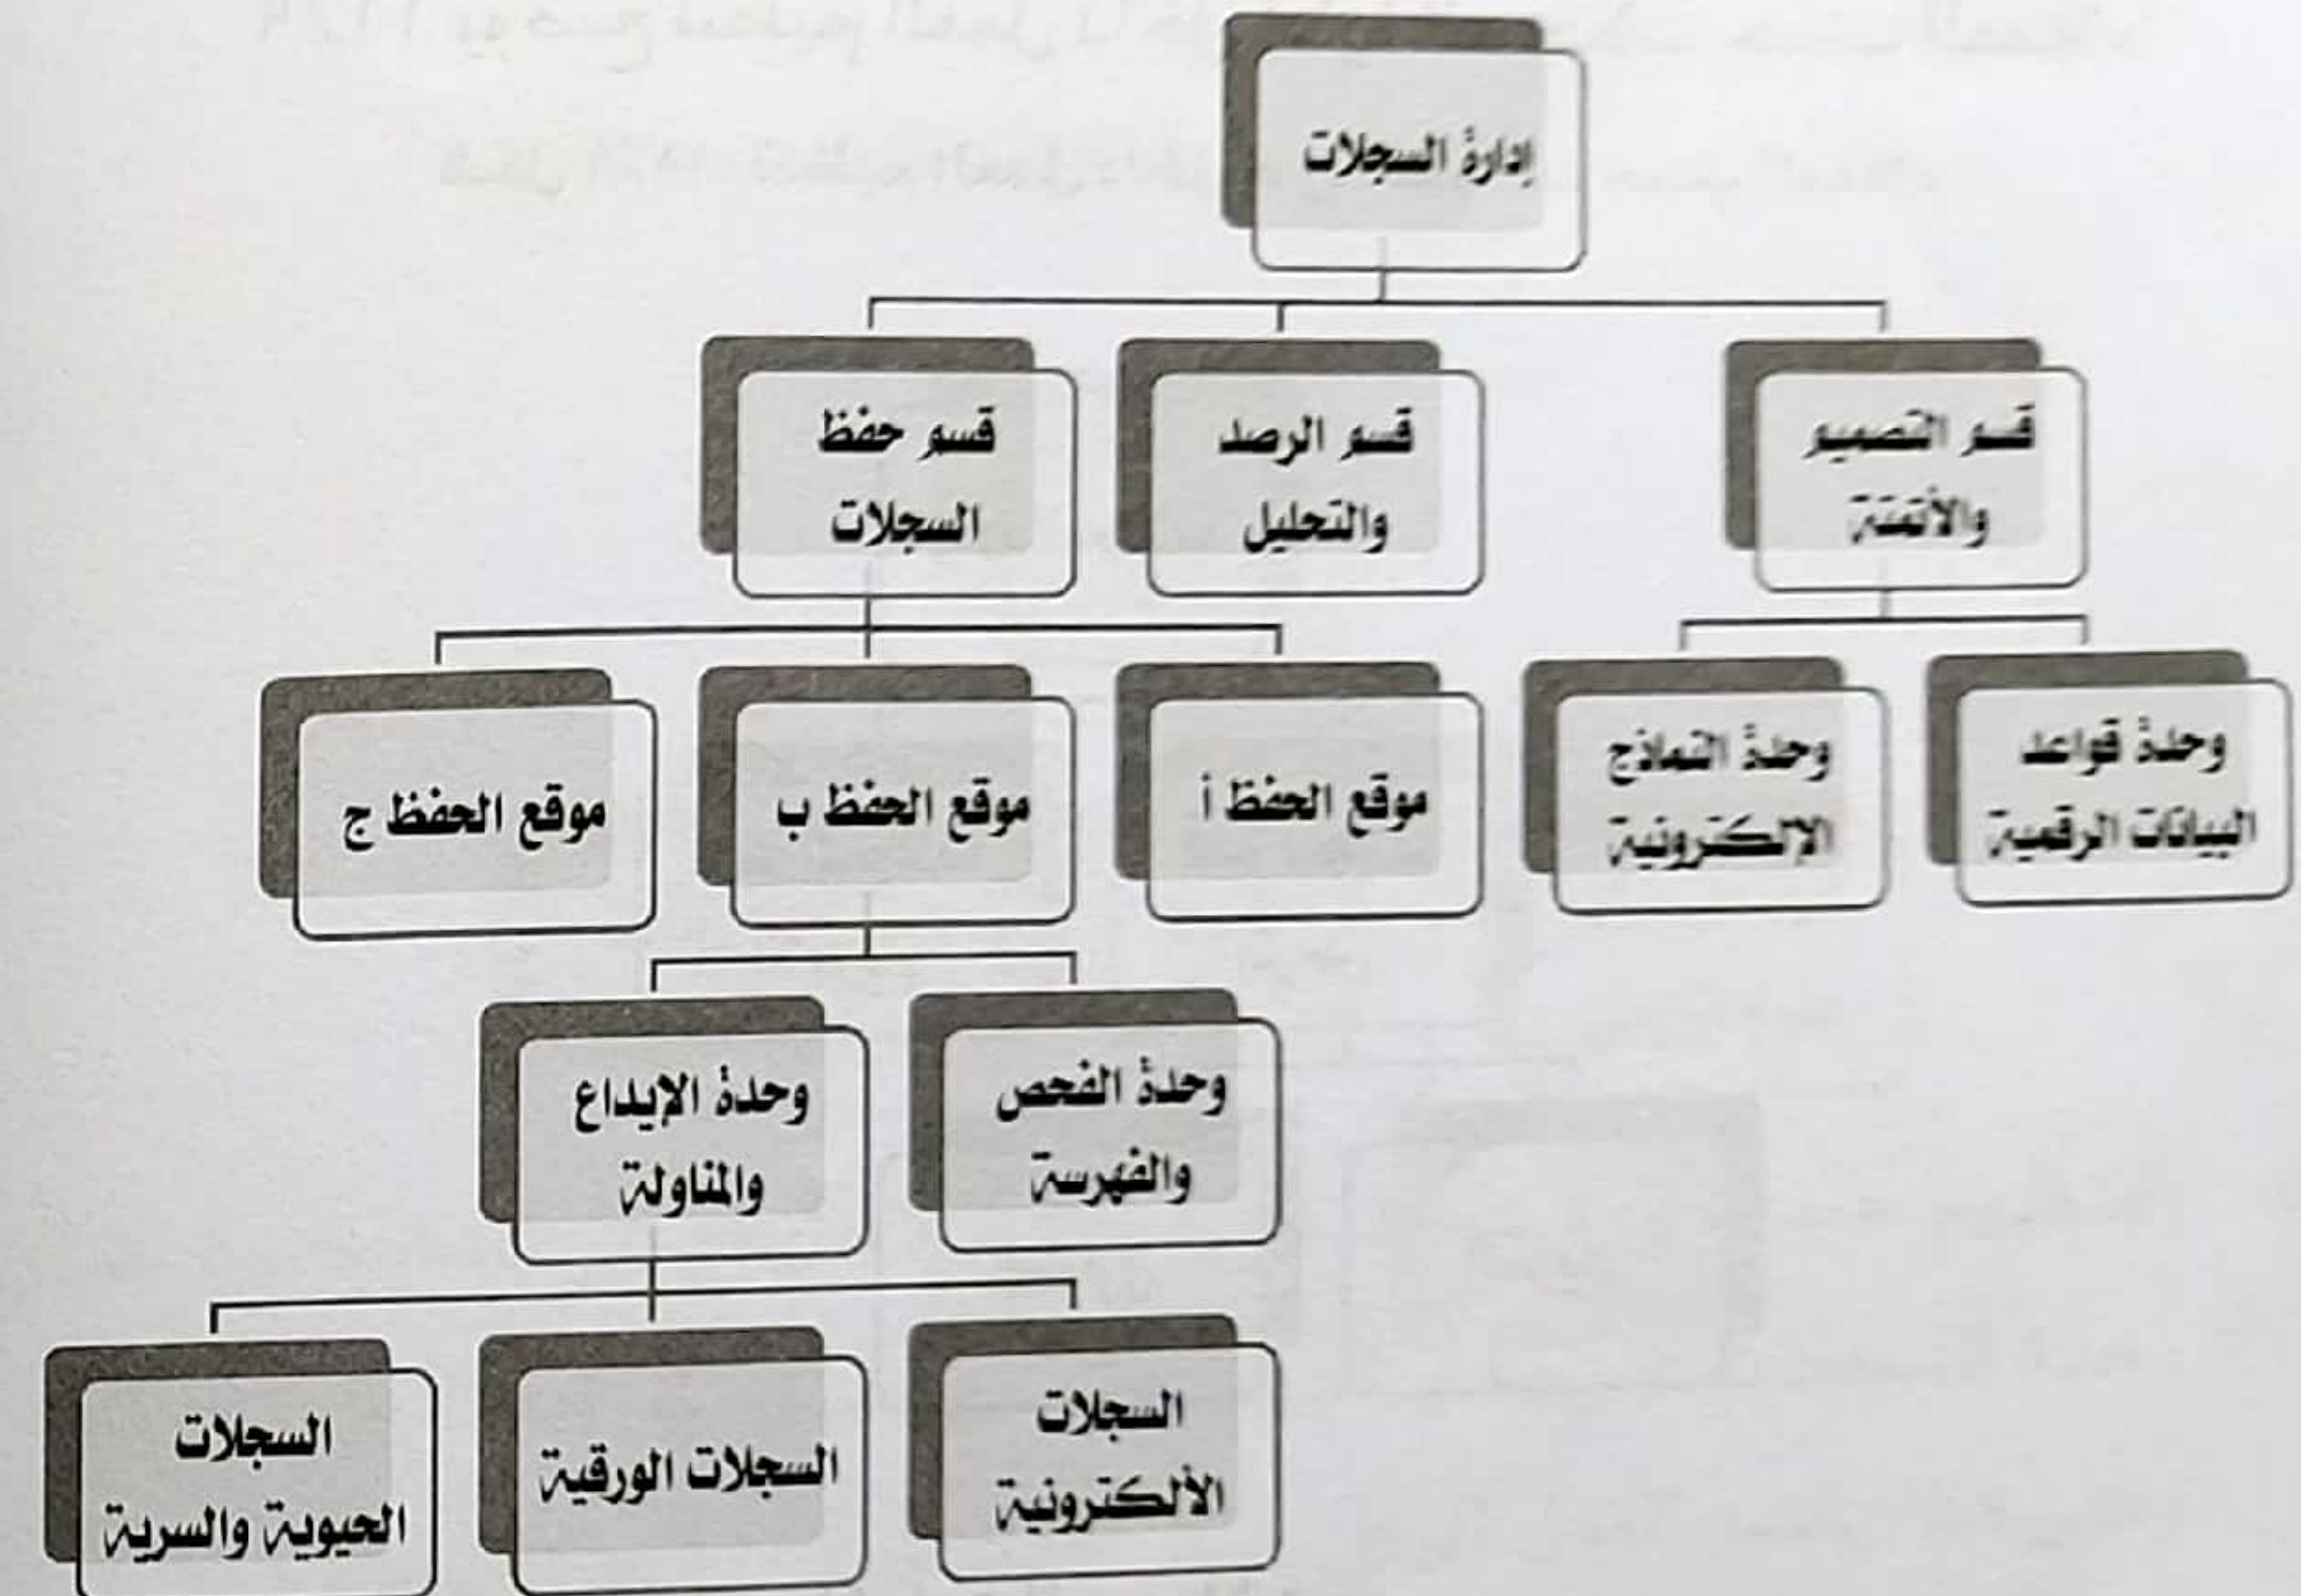 إدارة السجلات
قسم التصميم
والأتمتة
قسم الرصد
والتحليل
قسم حفظ
السجلات
وحدة قواعد
البيانات الرقمية
وحدة النماذج
الإلكترونية
موقع الحفظ أ
موقع الحفظ ب
موقع الحفظ ج
وحدة الفحص
والفهرسة
وحدة الإيداع
والمناولة
السجلات
الألكترونية
السجلات الورقية
السجلات
الحيوية والسرية